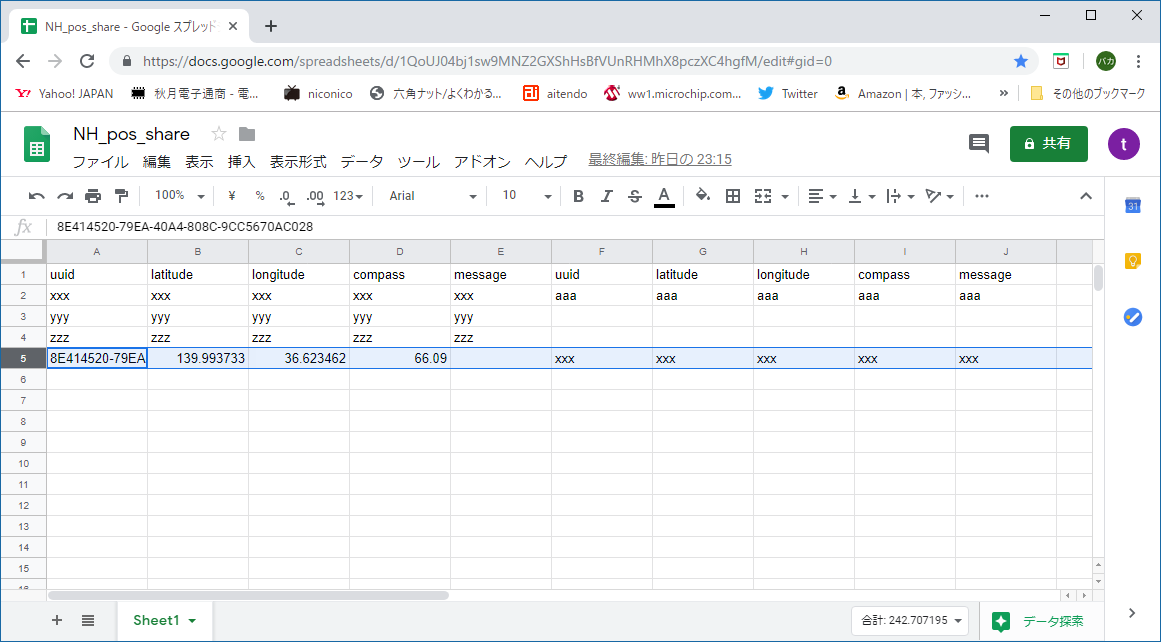 NH_pos_share - Google スプレッド
https://docs.google.com/spreadsheets/d/1QoUJ04bj1sw9MNZ2GXShHsBfVUnRHMhX8pczXC4hgfM/edit#gid=0 バカ
Yahoo! JAPAN 秋月電子通商 - 電... niconico 六角ナット/よくわかる... aitendo ww1.microchip.com... Twitter Amazon | 本, ファッシ... » その他のブックマーク
NH_pos_share
共有 t
ファイル 編集 表示 挿入 表示形式 データ ツール アドオン ヘルプ 最終編集: 昨日の 23:15
100% ¥ % .0 .00 123 Arial 10 B I S A
31
fx 8E414520-79EA-40A4-808C-9CC5670AC028
A B C D E F G H I J
1 uuid latitude longitude compass message uuid latitude longitude compass message
2 xxx xxx xxx xxx xxx aaa aaa aaa aaa aaa
3 yyy yyy yyy yyy yyy
4 zzz zzz zzz zzz zzz
5 8E414520-79EA 139.993733 36.623462 66.09 xxx xxx xxx xxx xxx
6
7
8
9
10
11
12
13
14
15
16
Sheet1 合計: 242.707195 データ探索